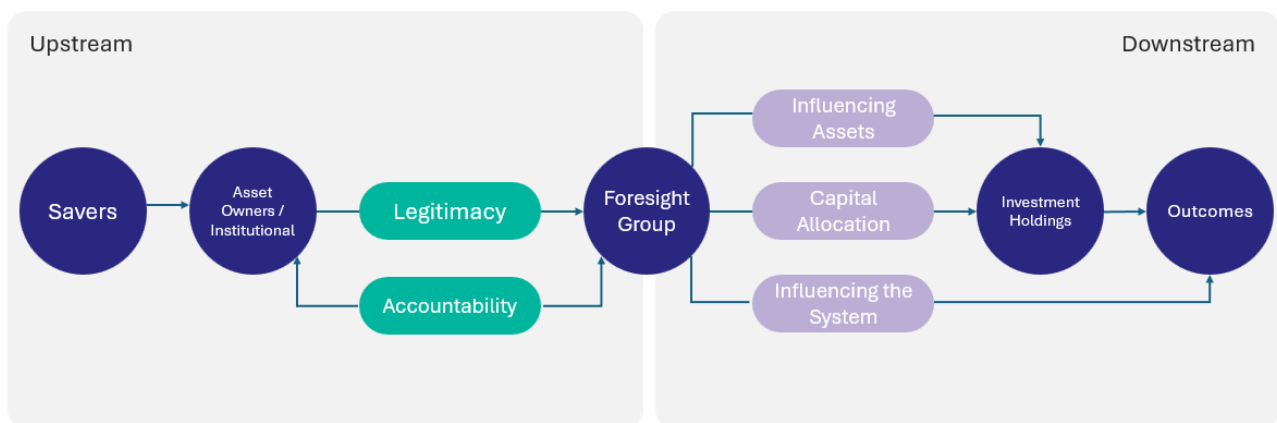 Upstream
Downstream
Savers
Asset
Owners /
Institutional
Legitimacy
Accountability
Foresight
Group
Influencing
Assets
Capital
Allocation
Influencing the
System
Investment
Holdings
Outcomes